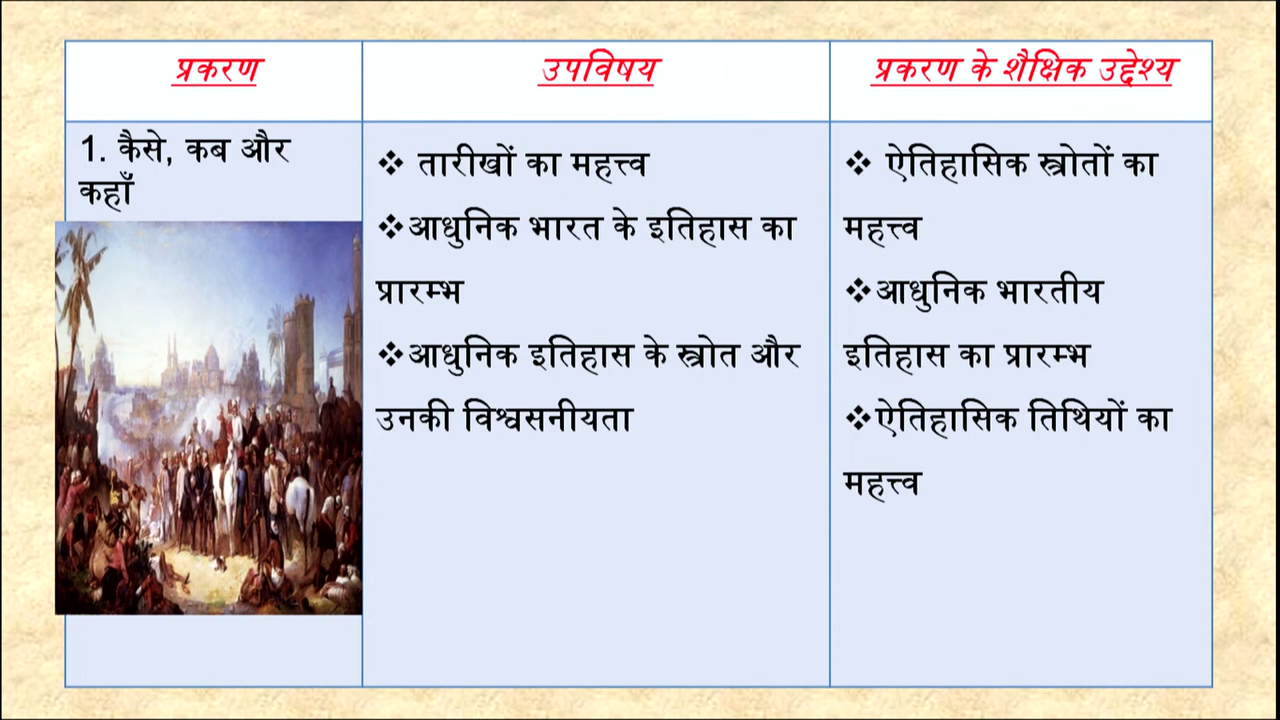 प्रकरण
उपविषय
प्रकरण के शैक्षिक उद्देश्य
1. कैसे, कब और
कहाँ
❖ तारीखों का महत्त्व
❖आधुनिक भारत के इतिहास का
प्रारम्भ
❖आधुनिक इतिहास के स्त्रोत और
उनकी विश्वसनीयता
❖ ऐतिहासिक स्त्रोतों का
महत्त्व
❖आधुनिक भारतीय
इतिहास का प्रारम्भ
❖ऐतिहासिक तिथियों का
महत्त्व